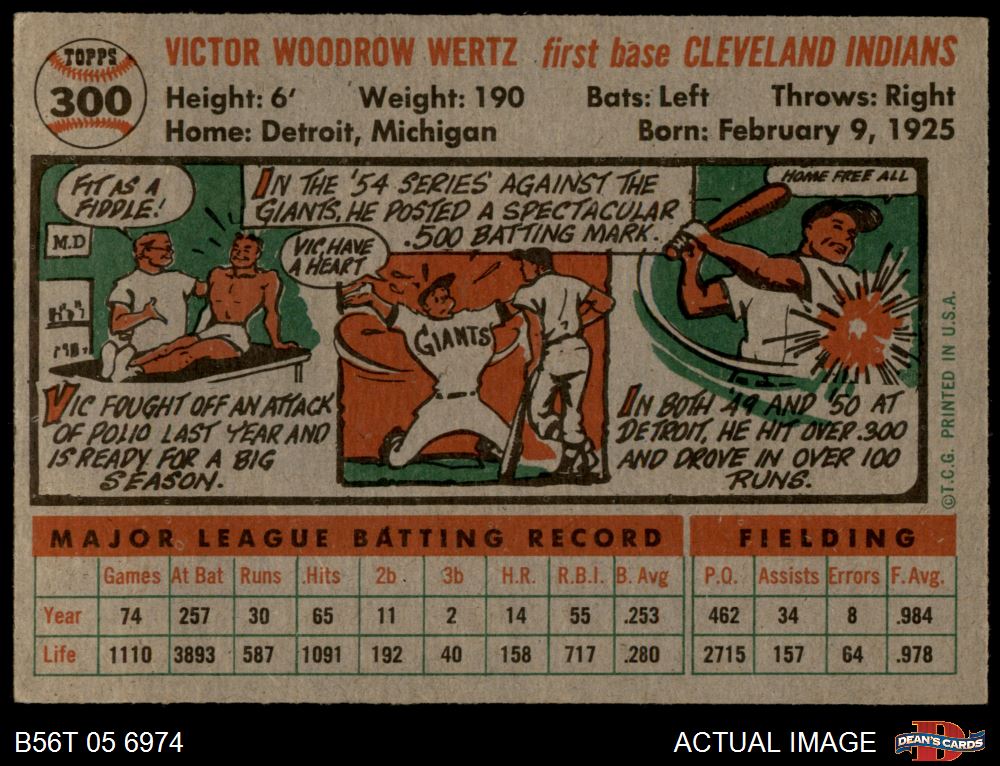 TOPPS
300
VICTOR WOODROW WERTZ first base CLEVELAND INDIANS
Height: 6' Weight: 190 Bats: Left Throws: Right
Home: Detroit, Michigan Born: February 9, 1925
FIT AS A
FIDDLE!
M.D
IN THE '54 SERIES AGAINST THE
GIANTS, HE POSTED A SPECTACULAR
.500 BATTING MARK.
VIC, HAVE
A HEART
GIANTS
HOME FREE ALL
VIC FOUGHT OFF AN ATTACK
OF POLIO LAST YEAR AND
IS READY FOR A BIG
SEASON.
IN BOTH '49 AND '50 AT
DETROIT, HE HIT OVER .300
AND DROVE IN OVER 100
RUNS.
©T.C.G. PRINTED IN U.S.A.
MAJOR LEAGUE BATTING RECORD FIELDING
Games At Bat Runs Hits 2b 3b H.R. R.B.I. B. Avg P.O. Assists Errors F. Avg.
Year 74 257 30 65 11 2 14 55 .253 462 34 8 .984
Life 1110 3893 587 1091 192 40 158 717 .280 2715 157 64 .978
B56T 05 6974 ACTUAL IMAGE
DEAN'S CARDS